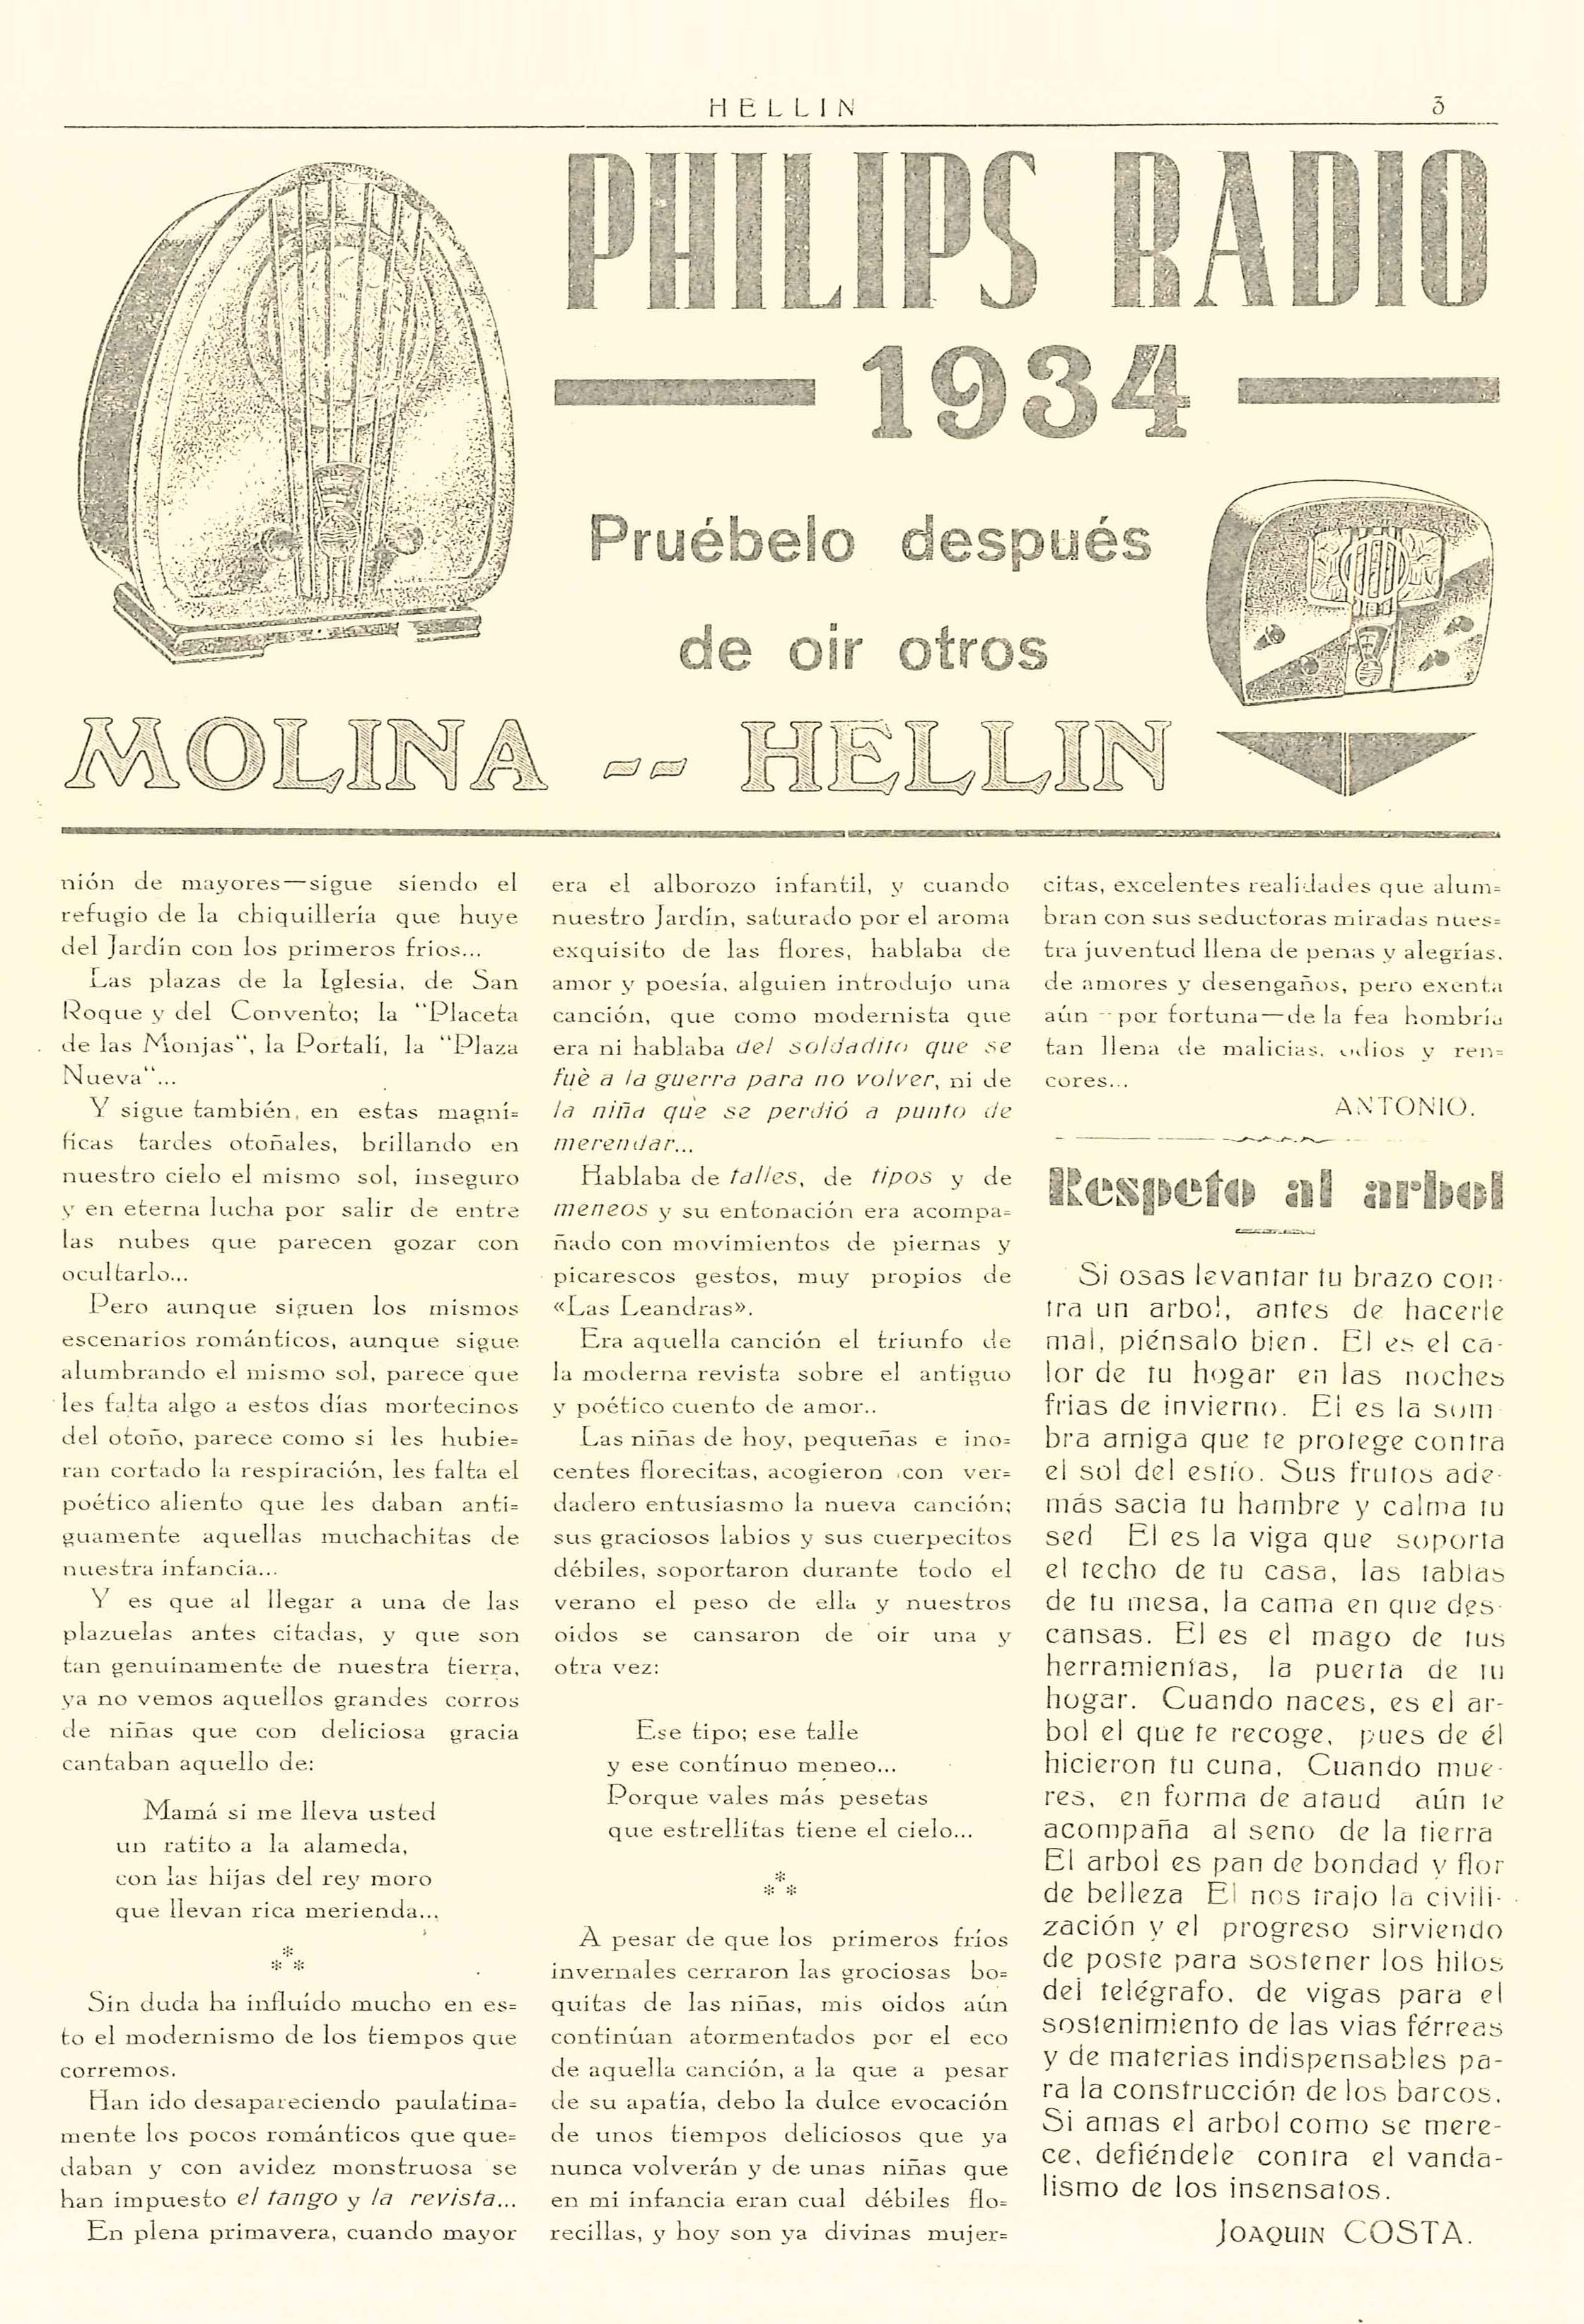 HELLIN
3
PHILIPS RADIO
1934
Pruébelo después
de oir otros
MOLINA -- HELLIN
nión de mayores—sigue siendo el
refugio de la chiquillería que huye
del Jardín con los primeros frios...
Las plazas de la Iglesia, de San
Roque y del Convento; la "Placeta
de las Monjas", la Portalí, la "Plaza
Nueva"...
Y sigue también, en estas magní=
ficas tardes otoñales, brillando en
nuestro cielo el mismo sol, inseguro
y en eterna lucha por salir de entre
las nubes que parecen gozar con
ocultarlo...
Pero aunque siguen los mismos
escenarios románticos, aunque sigue
alumbrando el mismo sol, parece que
les falta algo a estos días mortecinos
del otoño, parece como si les hubie=
ran cortado la respiración, les falta el
poético aliento que les daban anti=
guamente aquellas muchachitas de
nuestra infancia...
Y es que al llegar a una de las
plazuelas antes citadas, y que son
tan genuinamente de nuestra tierra,
ya no vemos aquellos grandes corros
de niñas que con deliciosa gracia
cantaban aquello de:
Mamá si me lleva usted
un ratito a la alameda,
con las hijas del rey moro
que llevan rica merienda...
* * *
Sin duda ha influído mucho en es=
to el modernismo de los tiempos que
corremos.
Han ido desapareciendo paulatina=
mente los pocos románticos que que=
daban y con avidez monstruosa se
han impuesto el tango y la revista...
En plena primavera, cuando mayor
era el alborozo infantil, y cuando
nuestro Jardín, saturado por el aroma
exquisito de las flores, hablaba de
amor y poesía, alguien introdujo una
canción, que como modernista que
era ni hablaba del soldadito que se
fuè a la guerra para no volver, ni de
la niña que se perdió a punto de
merendar...
Hablaba de talles, de tipos y de
meneos y su entonación era acompa=
ñado con movimientos de piernas y
picarescos gestos, muy propios de
«Las Leandras».
Era aquella canción el triunfo de
la moderna revista sobre el antiguo
y poético cuento de amor..
Las niñas de hoy, pequeñas e ino=
centes florecitas, acogieron con ver=
dadero entusiasmo la nueva canción;
sus graciosos labios y sus cuerpecitos
débiles, soportaron durante todo el
verano el peso de ella y nuestros
oidos se cansaron de oir una y
otra vez:
Ese tipo; ese talle
y ese contínuo meneo...
Porque vales más pesetas
que estrellitas tiene el cielo...
* * *
A pesar de que los primeros fríos
invernales cerraron las grociosas bo=
quitas de las niñas, mis oidos aún
continúan atormentados por el eco
de aquella canción, a la que a pesar
de su apatía, debo la dulce evocación
de unos tiempos deliciosos que ya
nunca volverán y de unas niñas que
en mi infancia eran cual débiles flo=
recillas, y hoy son ya divinas mujer=
citas, excelentes realidades que alum=
bran con sus seductoras miradas nues=
tra juventud llena de penas y alegrías,
de amores y desengaños, pero exenta
aún -- por fortuna—de la fea hombría
tan llena de malicias, odios y ren=
cores...
ANTONIO.
Respeto al arbol
Si osas levantar tu brazo con-
tra un arbol, antes de hacerle
mal, piénsalo bien. El es el ca-
lor de tu hogar en las noches
frias de invierno. El es la som
bra amiga que te protege contra
el sol del estío. Sus frutos ade-
más sacia tu hambre y calma tu
sed El es la viga que soporta
el techo de tu casa, las tablas
de tu mesa, la cama en que des-
cansas. El es el mago de tus
herramientas, la puerta de tu
hogar. Cuando naces, es el ar-
bol el que te recoge, pues de él
hicieron tu cuna, Cuando mue-
res, en forma de ataud aún te
acompaña al seno de la tierra
El arbol es pan de bondad y flor
de belleza El nos trajo la civili-
zación y el progreso sirviendo
de poste para sostener los hilos
del telégrafo, de vigas para el
sostenimiento de las vias férreas
y de materias indispensables pa-
ra la construcción de los barcos.
Si amas el arbol como se mere-
ce, defiéndele contra el vanda-
lismo de los insensatos.
JOAQUIN COSTA.